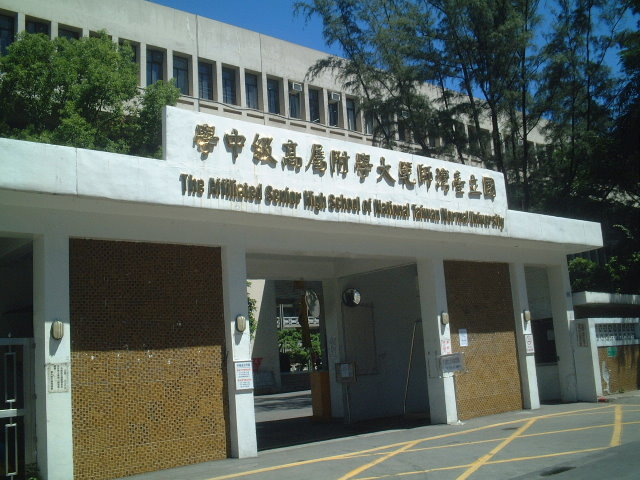 國立臺灣師範大學附屬高級中學
The Affiliated Senior High School of National Taiwan Normal University